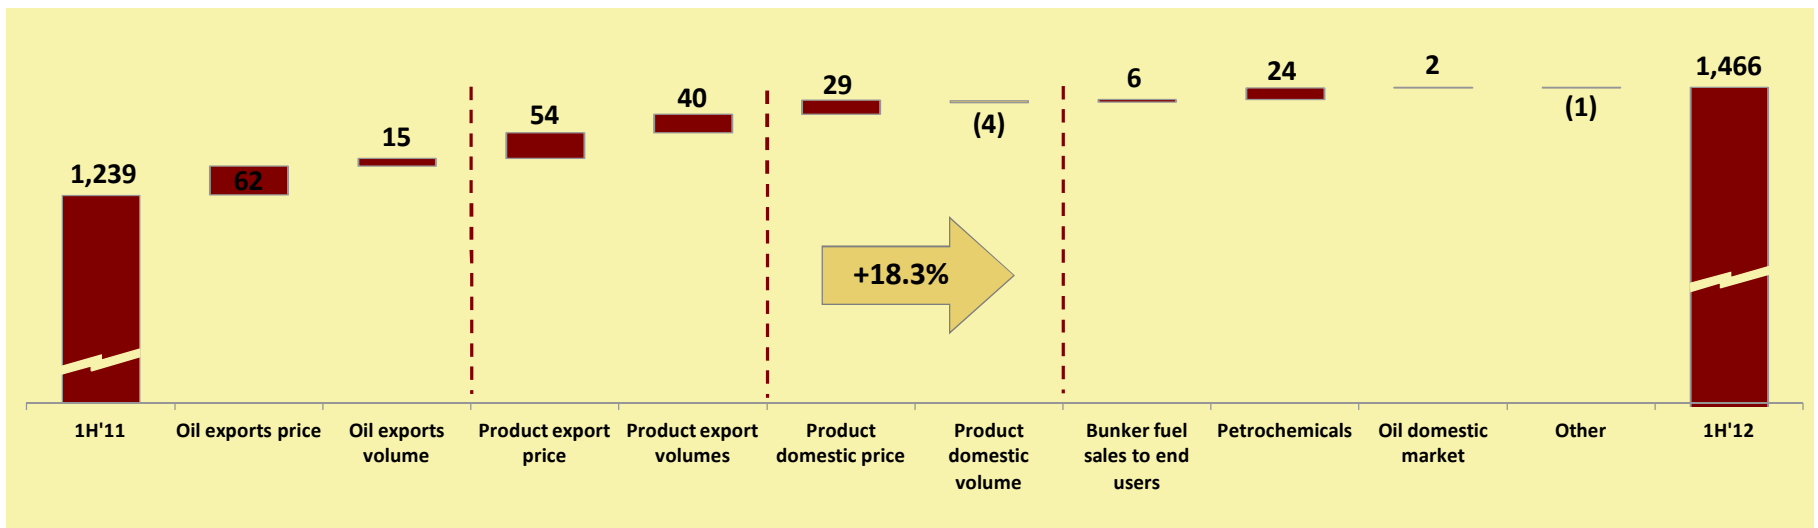 1,239
62
15
54
40
29
(4)
6
24
2
(1)
1,466
+18.3%
1H'11
Oil exports price
Oil exports
volume
Product export
price
Product export
volumes
Product
domestic price
Product
domestic
volume
Bunker fuel
sales to end
users
Petrochemicals
Oil domestic
market
Other
1H'12